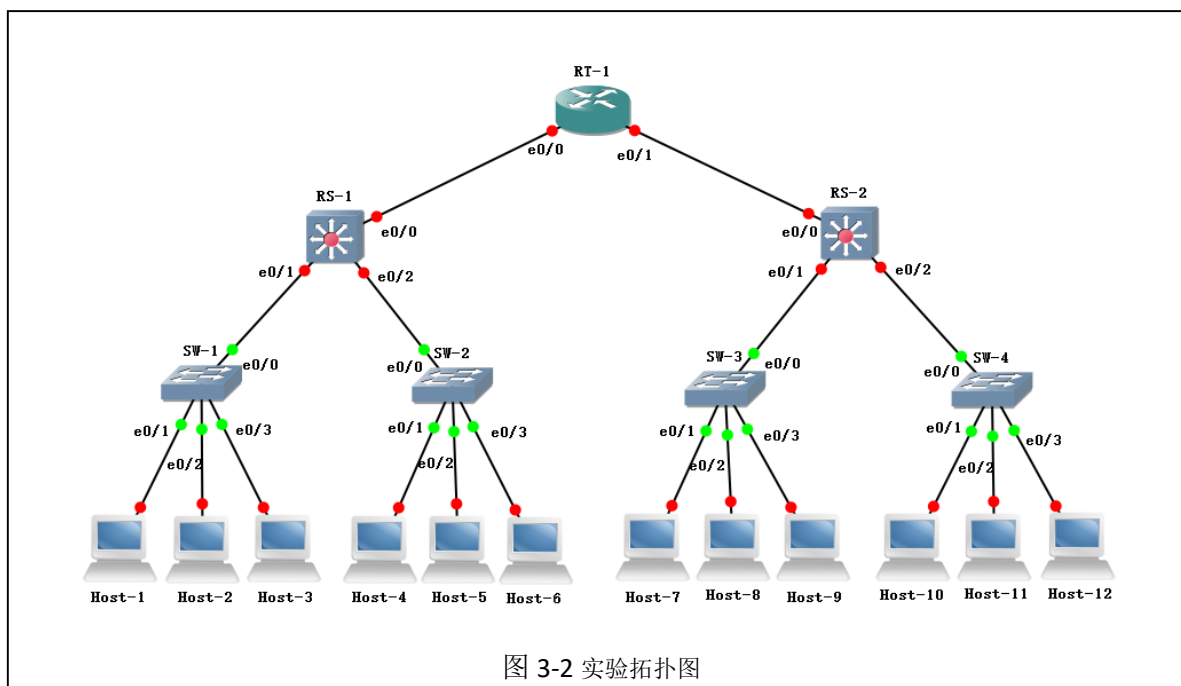 RT-1
e0/0
e0/1
RS-1
RS-2
e0/0
e0/0
e0/1
e0/2
e0/1
e0/2
SW-1
SW-2
SW-3
SW-4
e0/0
e0/0
e0/0
e0/0
e0/1
e0/3
e0/1
e0/3
e0/1
e0/3
e0/1
e0/3
e0/2
e0/2
e0/2
e0/2
Host-1
Host-2
Host-3
Host-4
Host-5
Host-6
Host-7
Host-8
Host-9
Host-10
Host-11
Host-12
图 3-2 实验拓扑图